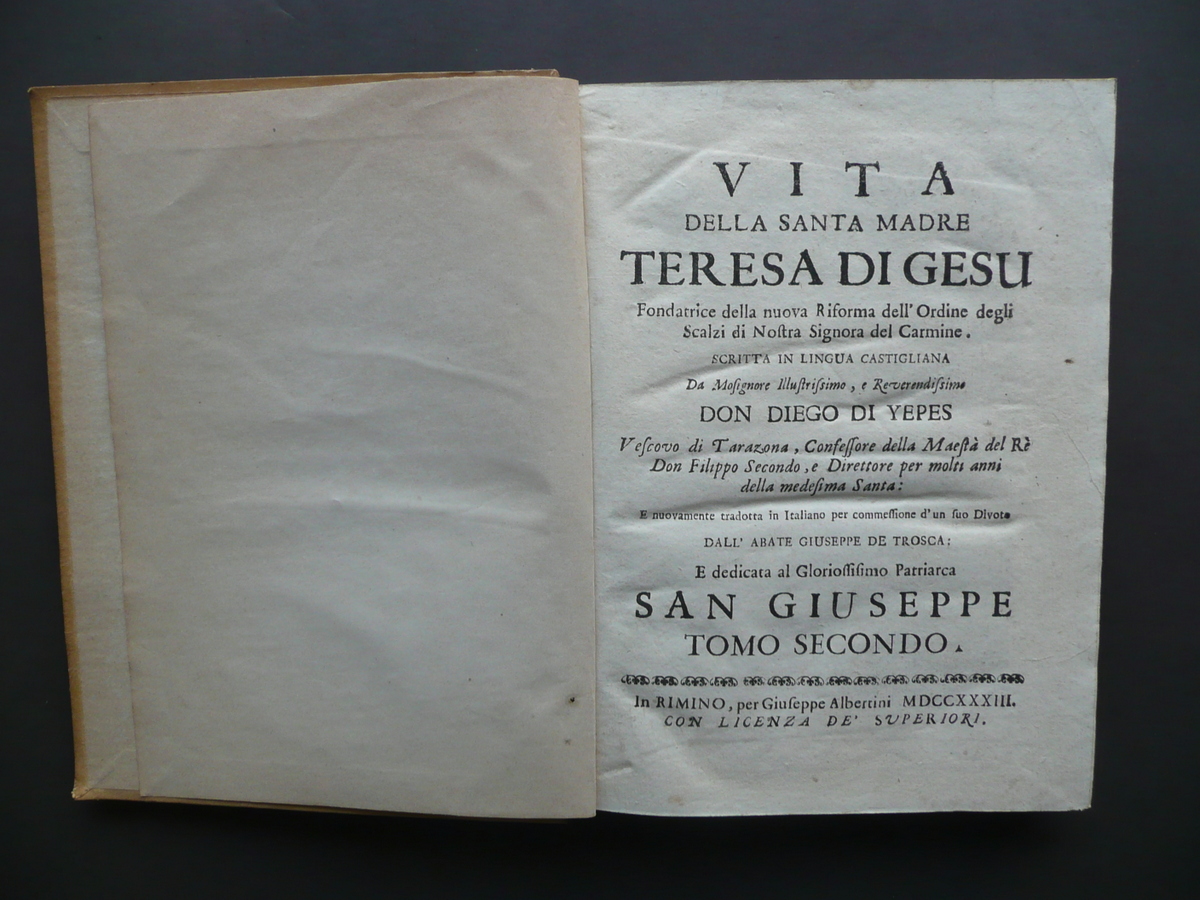 VITA
DELLA SANTA MADRE
TERESA DI GESU
Fondatrice della nuova Riforma dell'Ordine degli
Scalzi di Noſtra Signora del Carmine.
SCRITTA IN LINGUA CASTIGLIANA
Da Moſignore Illuſtriſsimo, e Reverendiſsimo
DON DIEGO DI YEPES
Veſcovo di Tarazona, Confeſſore della Maeſtà del Rè
Don Filippo Secondo, e Direttore per molti anni
della medeſima Santa:
E nuovamente tradotta in Italiano per commeſſione d'un ſuo Divoto
DALL' ABATE GIUSEPPE DE TROSCA:
E dedicata al Glorioſſiſimo Patriarca
SAN GIUSEPPE
TOMO SECONDO.
In RIMINO, per Giuſeppe Albertini MDCCXXXIII.
CON LICENZA DE' SUPERIORI.